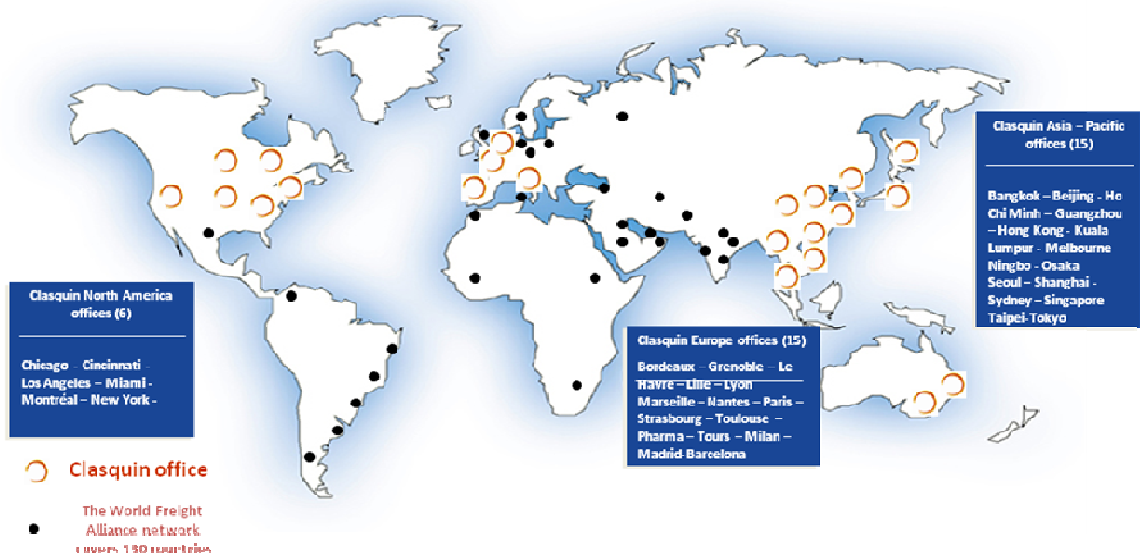 Clasquin Asia – Pacific
offices (15)
Bangkok – Beijing - Ho
Chi Minh – Guangzhou
– Hong Kong - Kuala
Lumpur - Melbourne
Ningbo - Osaka
Seoul – Shanghai -
Sydney – Singapore
Taipei-Tokyo
Clasquin North America
offices (6)
Chicago - Cincinnati -
Los Angeles – Miami -
Montréal – New York -
Clasquin Europe offices (15)
Bordeaux - Grenoble - Le
Havre – Lille – Lyon
Marseille – Nantes – Paris –
Strasbourg – Toulouse –
Pharma – Tours – Milan –
Madrid-Barcelona
Clasquin office
The World Freight
Alliance network
covers 130 countries